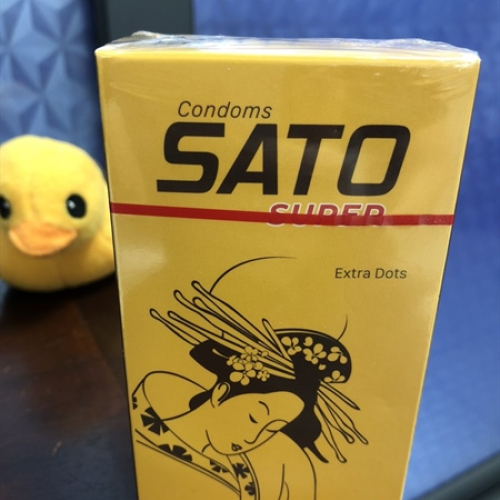 Condoms
SATO
SUPER
Extra Dots